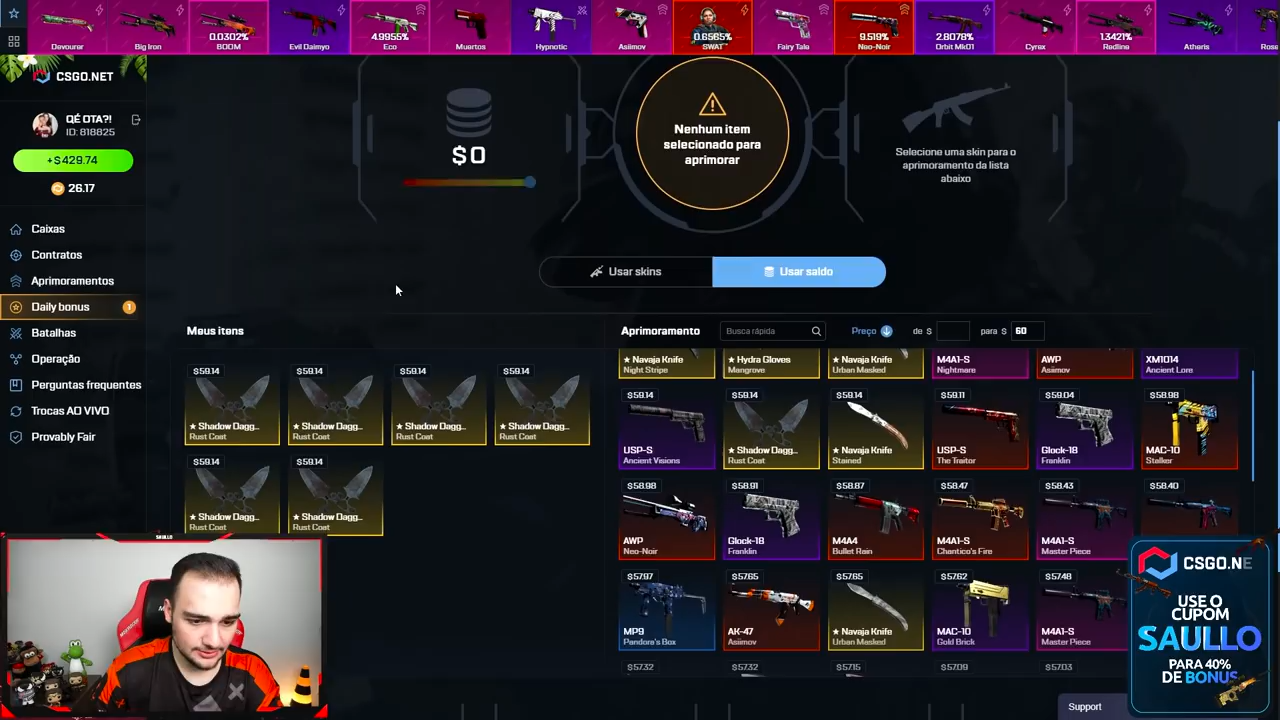 Devourer
Big Iron
0.0302%
BOOM
Evil Daimyo
4.9955%
Eco
Muertos
Hypnotic
Asiimov
0.6565%
SWAT
Fairy Tale
9.519%
Neo-Noir
2.8078%
Orbit Mk01
Cyrex
1.3421%
Redline
Atheris
Rose
CSGO.NET
QÉ OTA?!
ID: 818825
+$429.74
26.17
Caixas
Contratos
Aprimoramentos
Daily bonus
1
Batalhas
Operação
Perguntas frequentes
Trocas AO VIVO
Provably Fair
$0
Nenhum item
selecionado para
aprimorar
Selecione uma skin para o
aprimoramento da lista
abaixo
Usar skins
Usar saldo
Meus itens
$59.14
★ Shadow Dagg...
Rust Coat
$59.14
★ Shadow Dagg...
Rust Coat
$59.14
★ Shadow Dagg...
Rust Coat
$59.14
★ Shadow Dagg...
Rust Coat
$59.14
★ Shadow Dagg...
Rust Coat
$59.14
★ Shadow Dagg...
Rust Coat
Aprimoramento
Busca rápida
Preço
de $
para $
60
★ Navaja Knife
Night Stripe
★ Hydra Gloves
Mangrove
★ Navaja Knife
Urban Masked
M4A1-S
Nightmare
AWP
Asiimov
XM1014
Ancient Lore
$59.14
USP-S
Ancient Visions
$59.14
★ Shadow Dagg...
Rust Coat
$59.14
★ Navaja Knife
Stained
$59.11
USP-S
The Traitor
$59.04
Glock-18
Franklin
$58.98
MAC-10
Stalker
$58.98
AWP
Neo-Noir
$58.91
Glock-18
Franklin
$58.87
M4A4
Bullet Rain
$58.47
M4A1-S
Chantico's Fire
$58.43
M4A1-S
Master Piece
$58.40
$57.97
MP9
Pandora's Box
$57.65
AK-47
Asiimov
$57.65
★ Navaja Knife
Urban Masked
$57.62
MAC-10
Gold Brick
$57.48
M4A1-S
Master Piece
$57.32
$57.32
$57.15
$57.09
$57.03
SAULLO
CSGO.NE
USE O
CUPOM
SAULLO
PARA 40%
DE BONUS
Support